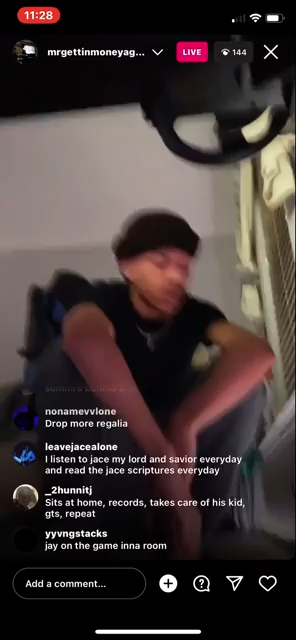 11:28
mrgettinmoneyag...
LIVE
144
nonamevvlone
Drop more regalia
leavejacealone
I listen to jace my lord and savior everyday
and read the jace scriptures everyday
_2hunnitj
Sits at home, records, takes care of his kid,
gts, repeat
yyvngstacks
jay on the game inna room
Add a comment...